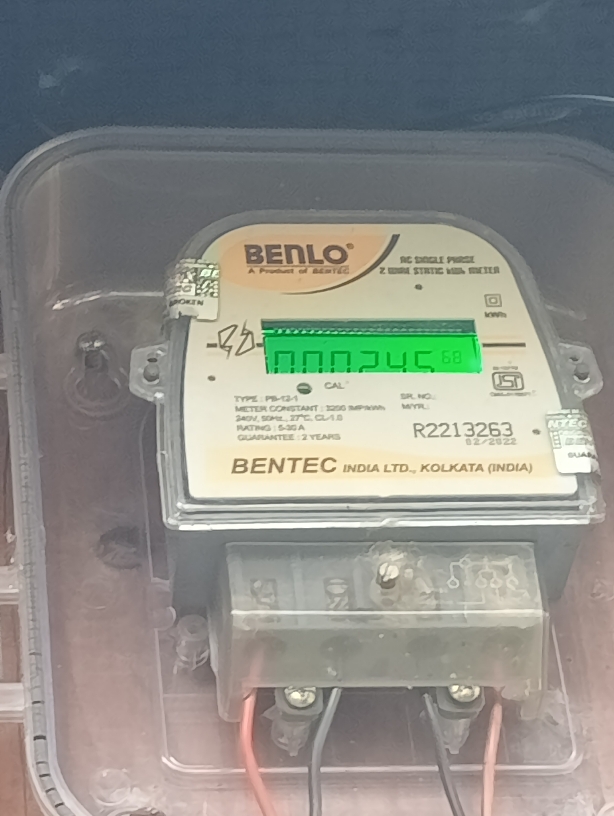 BENLO®
A Product of BENTEC
AC SINGLE PHASE
2 WIRE STATIC kWh METER
kWh
00024568
CAL
TYPE : PB-12-1
METER CONSTANT : 3200 IMP/kWh
240V, 50Hz., 27°C, CL-1.0
RATING : 5-30 A
GUARANTEE : 2 YEARS
SR. NO.:
M/YR.:
R2213263
02/2022
ISI
BENTEC INDIA LTD., KOLKATA (INDIA)